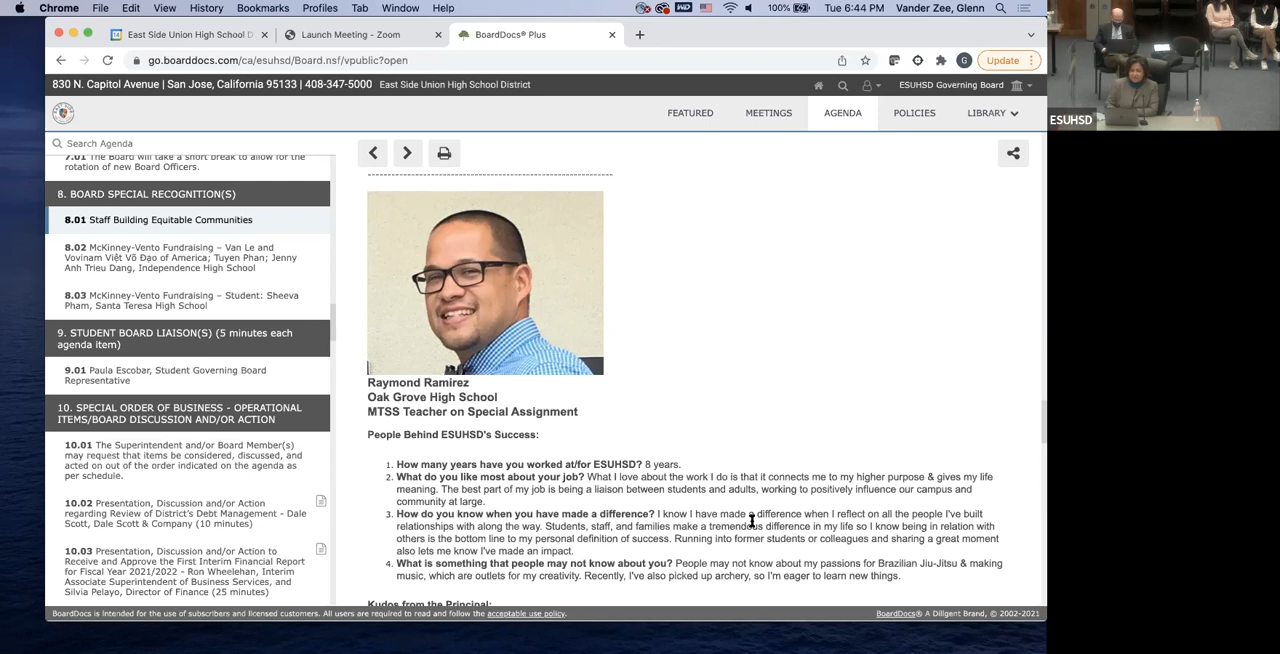 Chrome File Edit View History Bookmarks Profiles Tab Window Help
100% Tue 6:44 PM Vander Zee, Glenn
East Side Union High School D
Launch Meeting - Zoom
BoardDocs® Plus
go.boarddocs.com/ca/esuhsd/Board.nsf/vpublic?open
G
Update
830 N. Capitol Avenue | San Jose, California 95133 | 408-347-5000 East Side Union High School District
ESUHSD Governing Board
FEATURED MEETINGS AGENDA POLICIES LIBRARY
Search Agenda
7.01 The Board will take a short break to allow for the
rotation of new Board Officers.
8. BOARD SPECIAL RECOGNITION(S)
8.01 Staff Building Equitable Communities
8.02 McKinney-Vento Fundraising – Van Le and
Vovinam Việt Võ Đạo of America; Tuyen Phan; Jenny
Anh Trieu Dang, Independence High School
8.03 McKinney-Vento Fundraising – Student: Sheeva
Pham, Santa Teresa High School
9. STUDENT BOARD LIAISON(S) (5 minutes each
agenda item)
9.01 Paula Escobar, Student Governing Board
Representative
10. SPECIAL ORDER OF BUSINESS - OPERATIONAL
ITEMS/BOARD DISCUSSION AND/OR ACTION
10.01 The Superintendent and/or Board Member(s)
may request that items be considered, discussed, and
acted on out of the order indicated on the agenda as
per schedule.
10.02 Presentation, Discussion and/or Action
regarding Review of District's Debt Management - Dale
Scott, Dale Scott & Company (10 minutes)
10.03 Presentation, Discussion and/or Action to
Receive and Approve the First Interim Financial Report
for Fiscal Year 2021/2022 - Ron Wheelehan, Interim
Associate Superintendent of Business Services, and
Silvia Pelayo, Director of Finance (25 minutes)
Raymond Ramirez
Oak Grove High School
MTSS Teacher on Special Assignment
People Behind ESUHSD's Success:
1. How many years have you worked at/for ESUHSD? 8 years.
2. What do you like most about your job? What I love about the work I do is that it connects me to my higher purpose & gives my life
meaning. The best part of my job is being a liaison between students and adults, working to positively influence our campus and
community at large.
3. How do you know when you have made a difference? I know I have made a difference when I reflect on all the people I've built
relationships with along the way. Students, staff, and families make a tremendous difference in my life so I know being in relation with
others is the bottom line to my personal definition of success. Running into former students or colleagues and sharing a great moment
also lets me know I've made an impact.
4. What is something that people may not know about you? People may not know about my passions for Brazilian Jiu-Jitsu & making
music, which are outlets for my creativity. Recently, I've also picked up archery, so I'm eager to learn new things.
Kudos from the Principal:
BoardDocs is intended for the use of subscribers and licensed customers. All users are required to read and follow the acceptable use policy.
BoardDocs® A Diligent Brand, © 2002-2021
ESUHSD